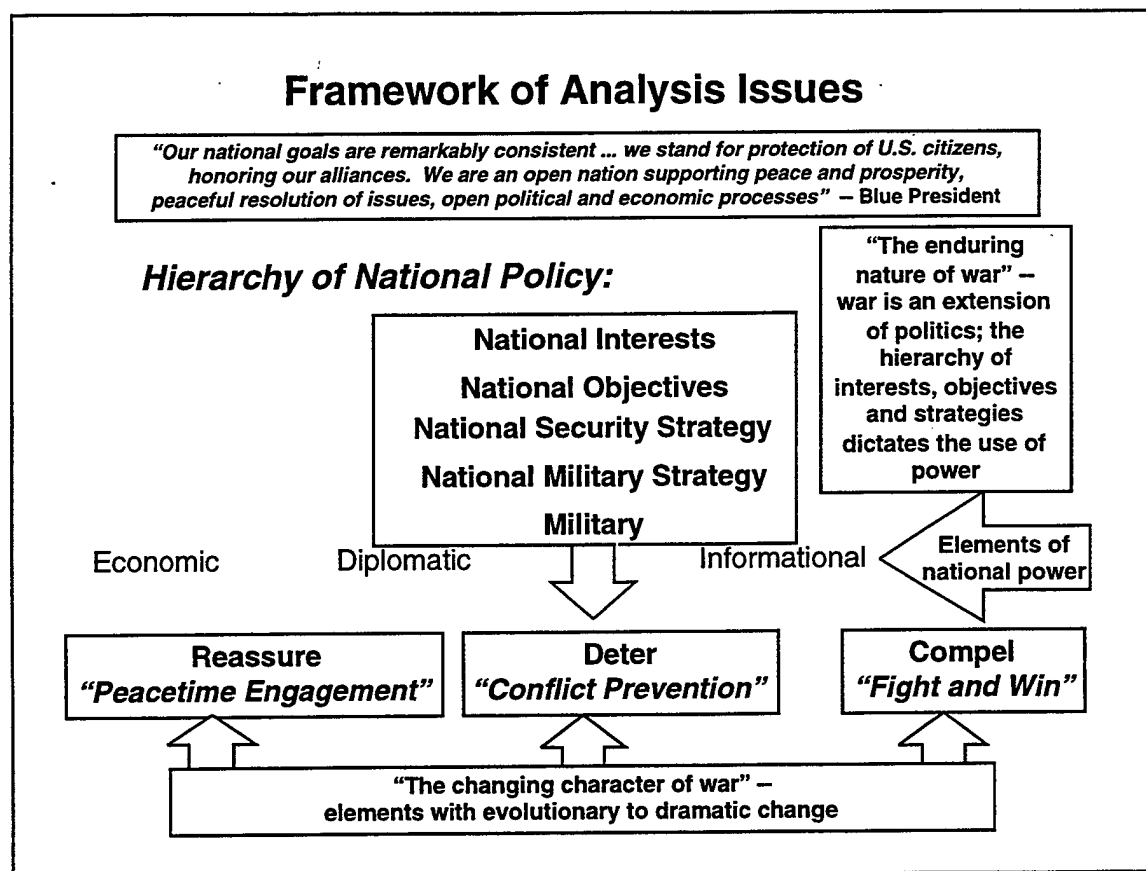 Framework of Analysis Issues
“Our national goals are remarkably consistent ... we stand for protection of U.S. citizens,
honoring our alliances.  We are an open nation supporting peace and prosperity,
peaceful resolution of issues, open political and economic processes” – Blue President
Hierarchy of National Policy:
“The enduring
nature of war” –
war is an extension
of politics; the
hierarchy of
interests, objectives
and strategies
dictates the use of
power
National Interests
National Objectives
National Security Strategy
National Military Strategy
Military
Economic
Diplomatic
Informational
Elements of
national power
Reassure
“Peacetime Engagement”
Deter
“Conflict Prevention”
Compel
“Fight and Win”
“The changing character of war” –
elements with evolutionary to dramatic change